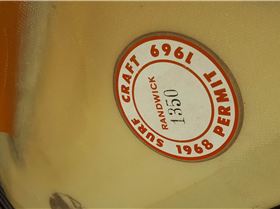 SURF CRAFT 1969
RANDWICK
1350
1968 PERMIT